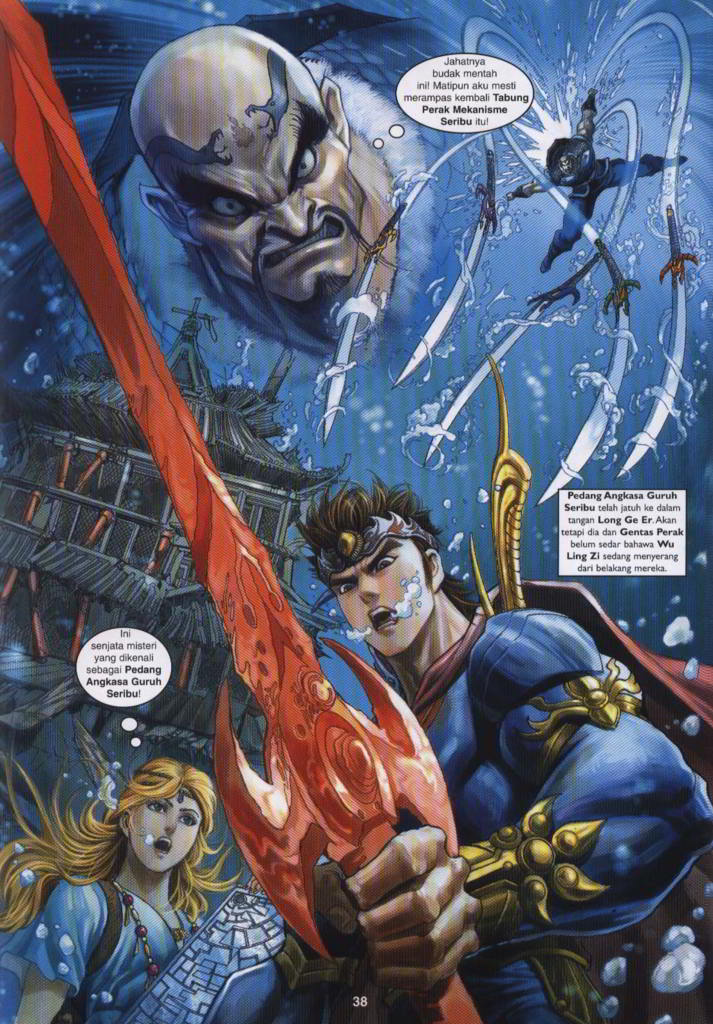 Jahatnya
budak mentah
ini! Matipun aku mesti
merampas kembali Tabung
Perak Mekanisme
Seribu itu!
Pedang Angkasa Guruh
Seribu telah jatuh ke dalam
tangan Long Ge Er. Akan
tetapi dia dan Gentas Perak
belum sedar bahawa Wu
Ling Zi sedang menyerang
dari belakang mereka.
Ini
senjata misteri
yang dikenali
sebagai Pedang
Angkasa Guruh
Seribu!
38